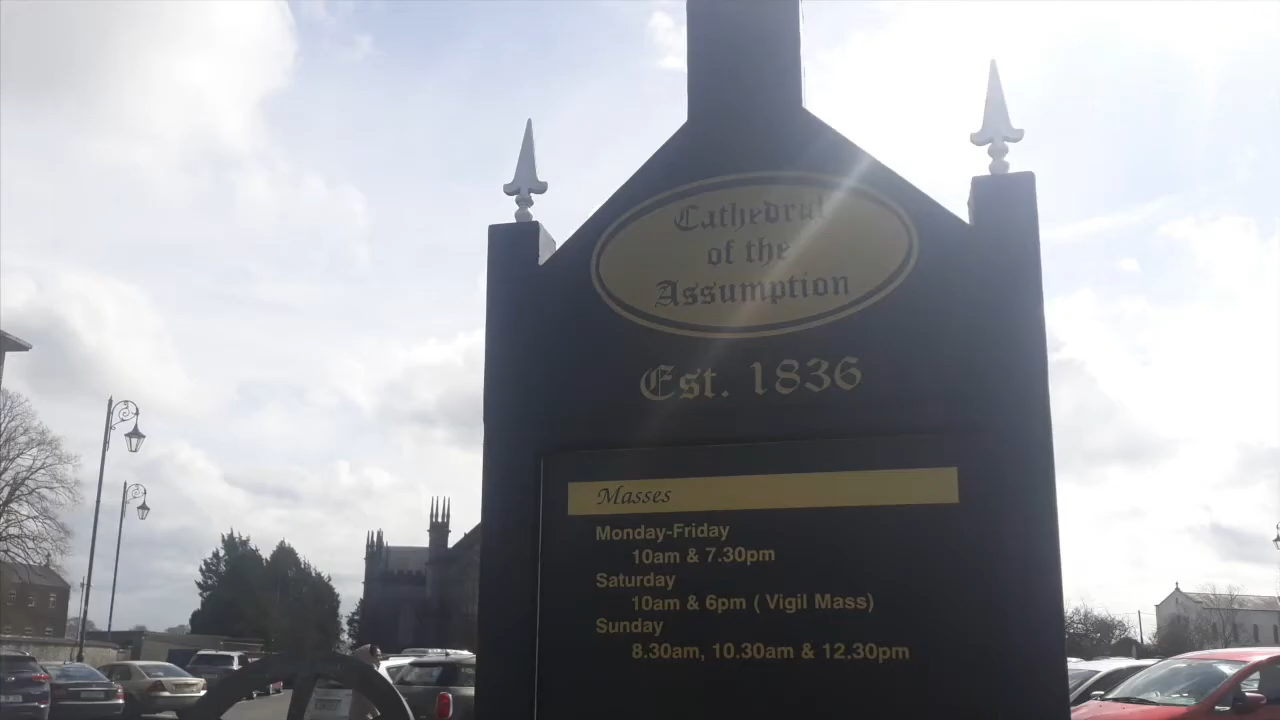 Cathedral
of the
Assumption
Est. 1836
Masses
Monday-Friday
10am & 7.30pm
Saturday
10am & 6pm ( Vigil Mass)
Sunday
8.30am, 10.30am & 12.30pm